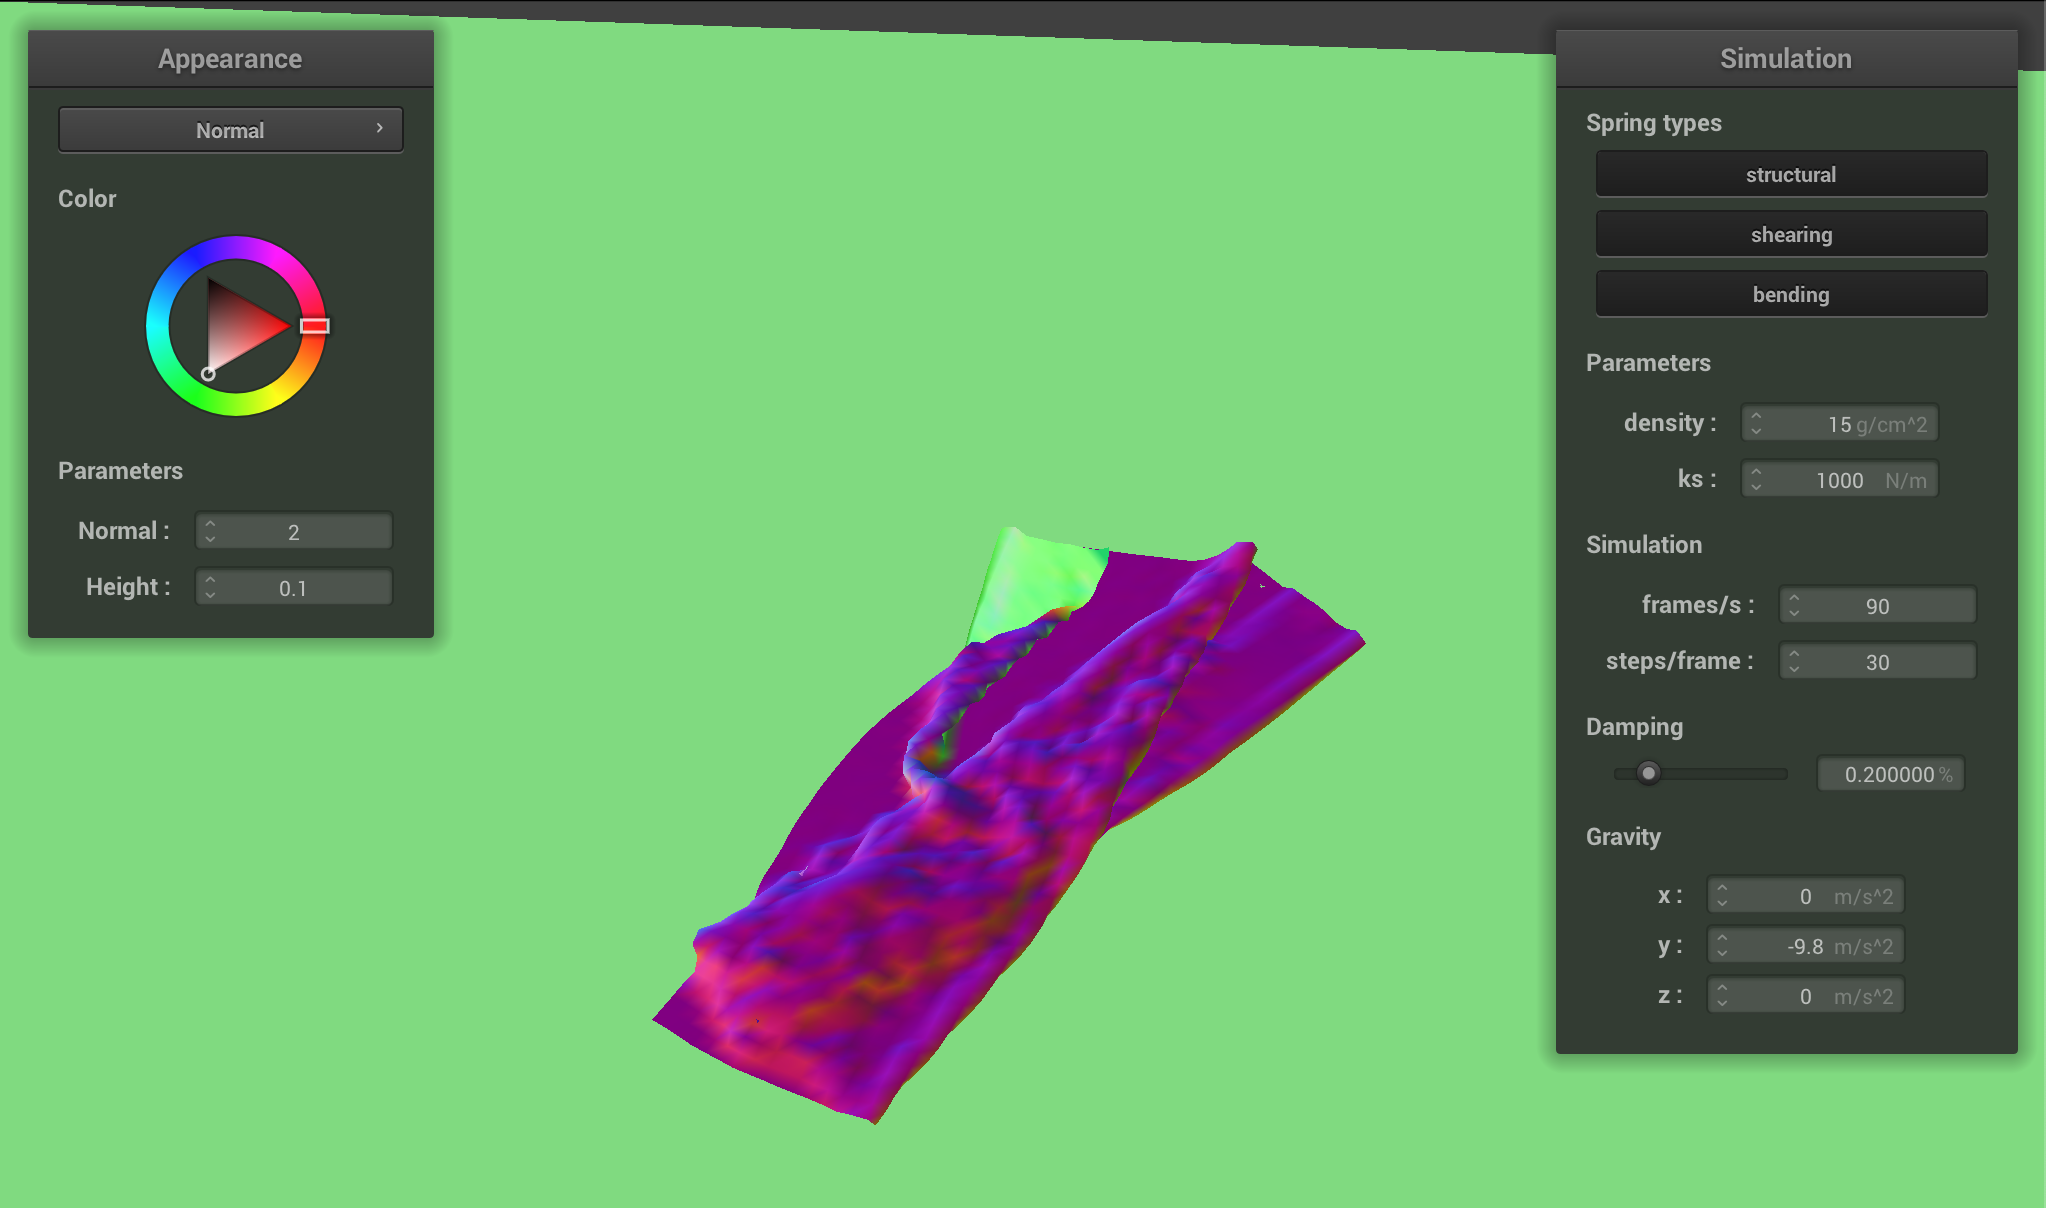 Appearance
Normal
Color
Parameters
Normal : 2
Height : 0.1
Simulation
Spring types
structural
shearing
bending
Parameters
density : 15 g/cm^2
ks : 1000 N/m
Simulation
frames/s : 90
steps/frame : 30
Damping
0.200000 %
Gravity
x : 0 m/s^2
y : -9.8 m/s^2
z : 0 m/s^2